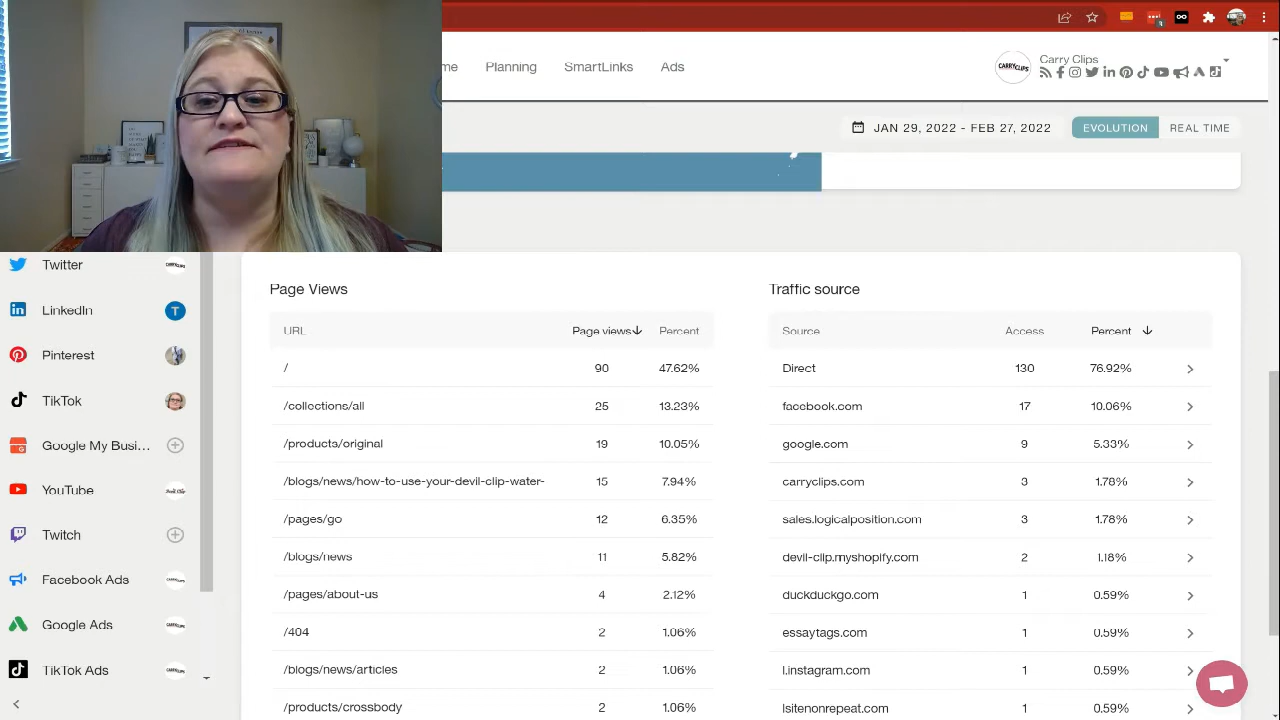 me Planning SmartLinks Ads
CARRYCLIPS Carry Clips
JAN 29, 2022 - FEB 27, 2022 EVOLUTION REAL TIME
Twitter
LinkedIn T
Pinterest
TikTok
Google My Busi...
YouTube
Twitch
Facebook Ads
Google Ads
TikTok Ads
Page Views
URL Page views Percent
/ 90 47.62%
/collections/all 25 13.23%
/products/original 19 10.05%
/blogs/news/how-to-use-your-devil-clip-water- 15 7.94%
/pages/go 12 6.35%
/blogs/news 11 5.82%
/pages/about-us 4 2.12%
/404 2 1.06%
/blogs/news/articles 2 1.06%
/products/crossbody 2 1.06%
Traffic source
Source Access Percent
Direct 130 76.92%
facebook.com 17 10.06%
google.com 9 5.33%
carryclips.com 3 1.78%
sales.logicalposition.com 3 1.78%
devil-clip.myshopify.com 2 1.18%
duckduckgo.com 1 0.59%
essaytags.com 1 0.59%
l.instagram.com 1 0.59%
lsitenonrepeat.com 1 0.59%